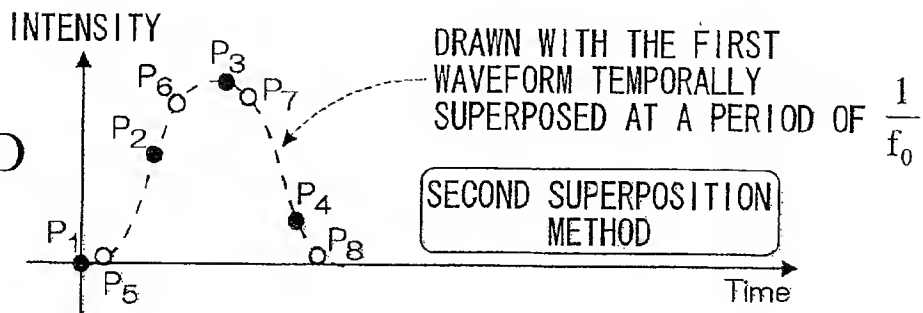 INTENSITY
P3
P6
P7
P2
P4
P1
P8
P5
DRAWN WITH THE FIRST
WAVEFORM TEMPORALLY
SUPERPOSED AT A PERIOD OF 1/f0
SECOND SUPERPOSITION
METHOD
Time